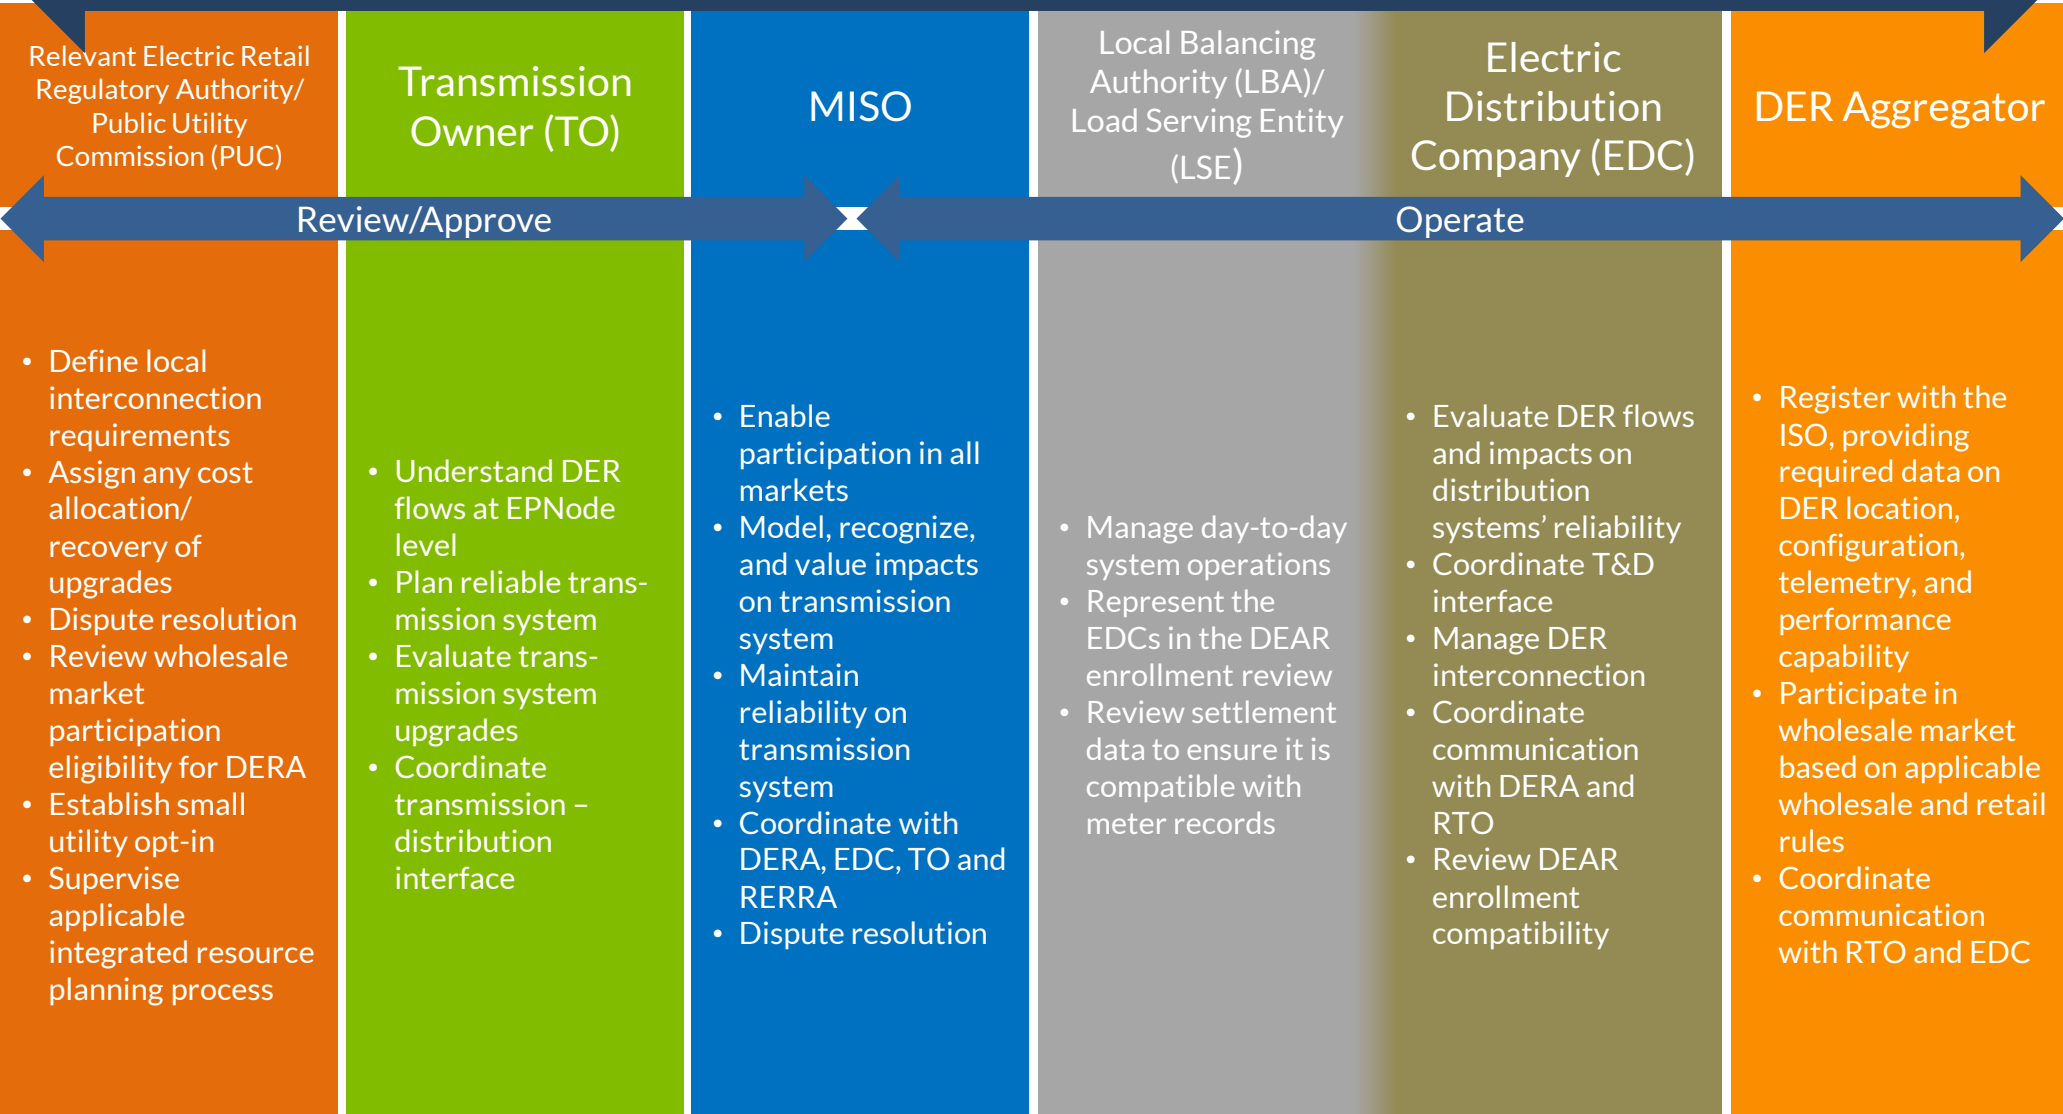 Relevant Electric Retail
Regulatory Authority/
Public Utility
Commission (PUC)
Transmission
Owner (TO)
MISO
Local Balancing
Authority (LBA)/
Load Serving Entity
(LSE)
Electric
Distribution
Company (EDC)
DER Aggregator
Review/Approve
Operate
• Define local
interconnection
requirements
• Assign any cost
allocation/
recovery of
upgrades
• Dispute resolution
• Review wholesale
market
participation
eligibility for DERA
• Establish small
utility opt-in
• Supervise
applicable
integrated resource
planning process
• Understand DER
flows at EPNode
level
• Plan reliable trans-
mission system
• Evaluate trans-
mission system
upgrades
• Coordinate
transmission –
distribution
interface
• Enable
participation in all
markets
• Model, recognize,
and value impacts
on transmission
system
• Maintain
reliability on
transmission
system
• Coordinate with
DERA, EDC, TO and
RERRA
• Dispute resolution
• Manage day-to-day
system operations
• Represent the
EDCs in the DEAR
enrollment review
• Review settlement
data to ensure it is
compatible with
meter records
• Evaluate DER flows
and impacts on
distribution
systems’ reliability
• Coordinate T&D
interface
• Manage DER
interconnection
• Coordinate
communication
with DERA and
RTO
• Review DEAR
enrollment
compatibility
• Register with the
ISO, providing
required data on
DER location,
configuration,
telemetry, and
performance
capability
• Participate in
wholesale market
based on applicable
wholesale and retail
rules
• Coordinate
communication
with RTO and EDC